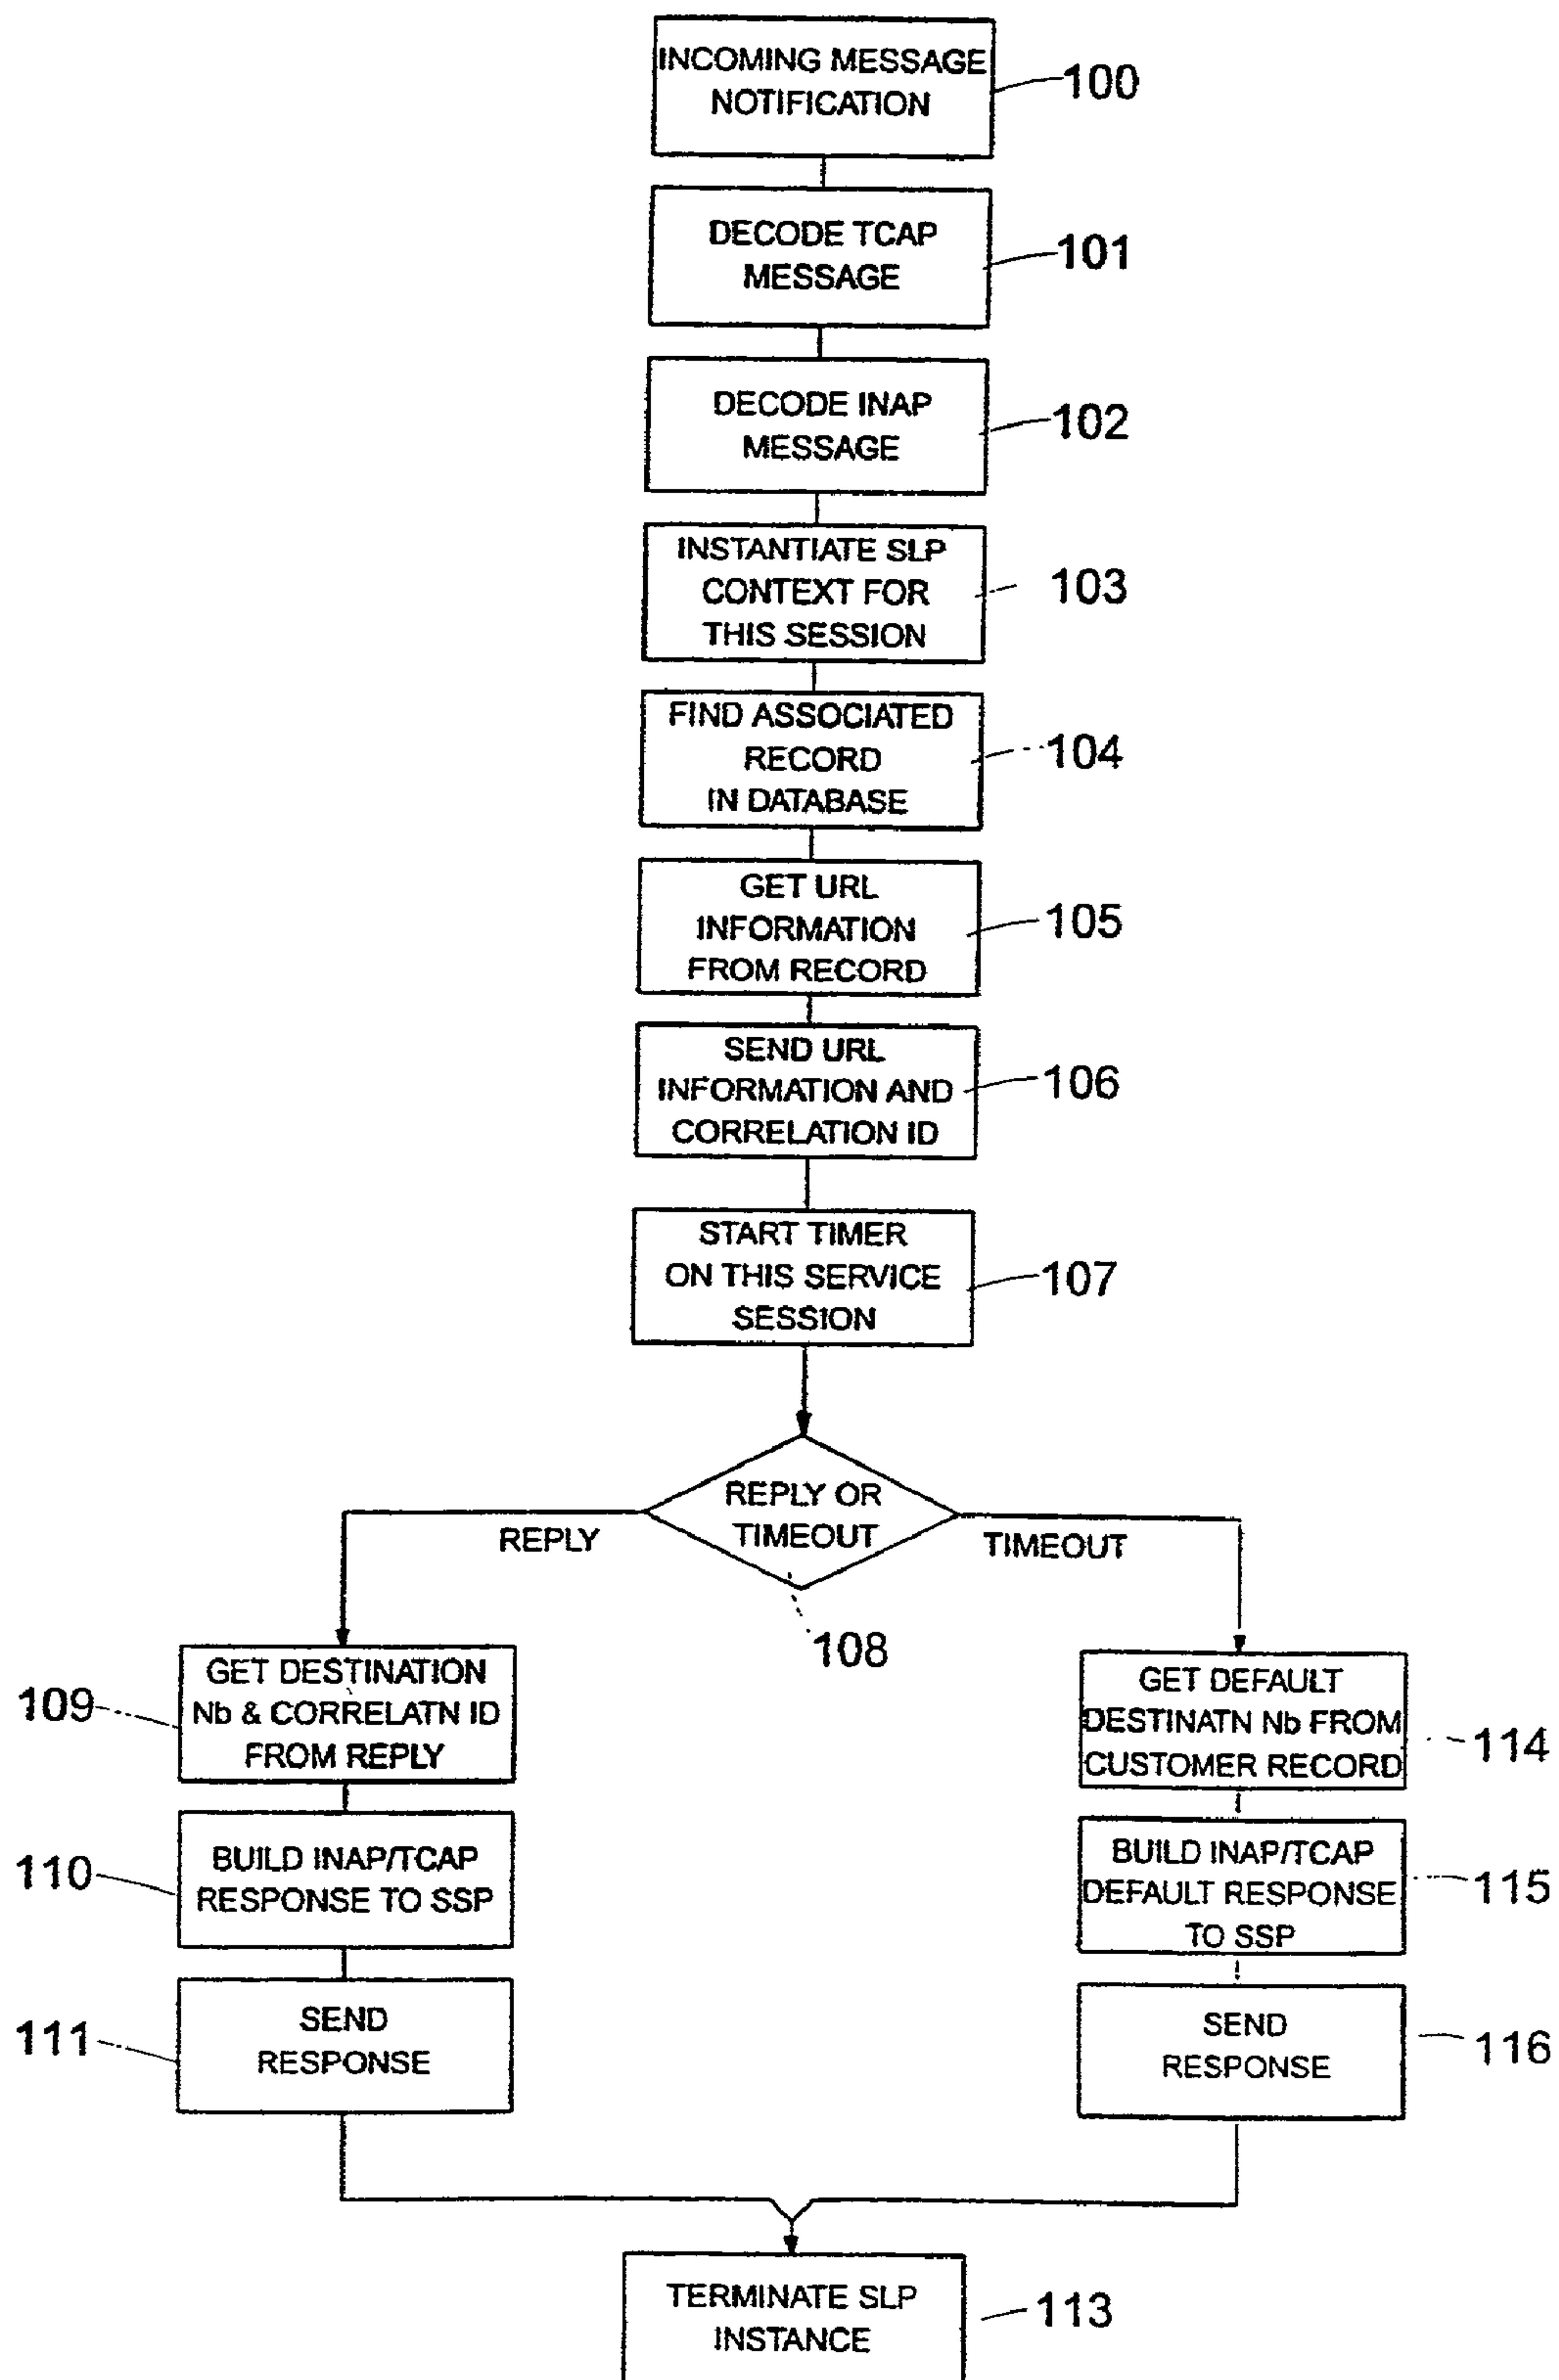 INCOMING MESSAGE
NOTIFICATION
100
DECODE TCAP
MESSAGE
101
DECODE INAP
MESSAGE
102
INSTANTIATE SLP
CONTEXT FOR
THIS SESSION
103
FIND ASSOCIATED
RECORD
IN DATABASE
104
GET URL
INFORMATION
FROM RECORD
105
SEND URL
INFORMATION AND
CORRELATION ID
106
START TIMER
ON THIS SERVICE
SESSION
107
REPLY OR
TIMEOUT
REPLY
TIMEOUT
108
GET DESTINATION
Nb & CORRELATN ID
FROM REPLY
109
GET DEFAULT
DESTINATN Nb FROM
CUSTOMER RECORD
114
BUILD INAP/TCAP
RESPONSE TO SSP
110
BUILD INAP/TCAP
DEFAULT RESPONSE
TO SSP
115
SEND
RESPONSE
111
SEND
RESPONSE
116
TERMINATE SLP
INSTANCE
113